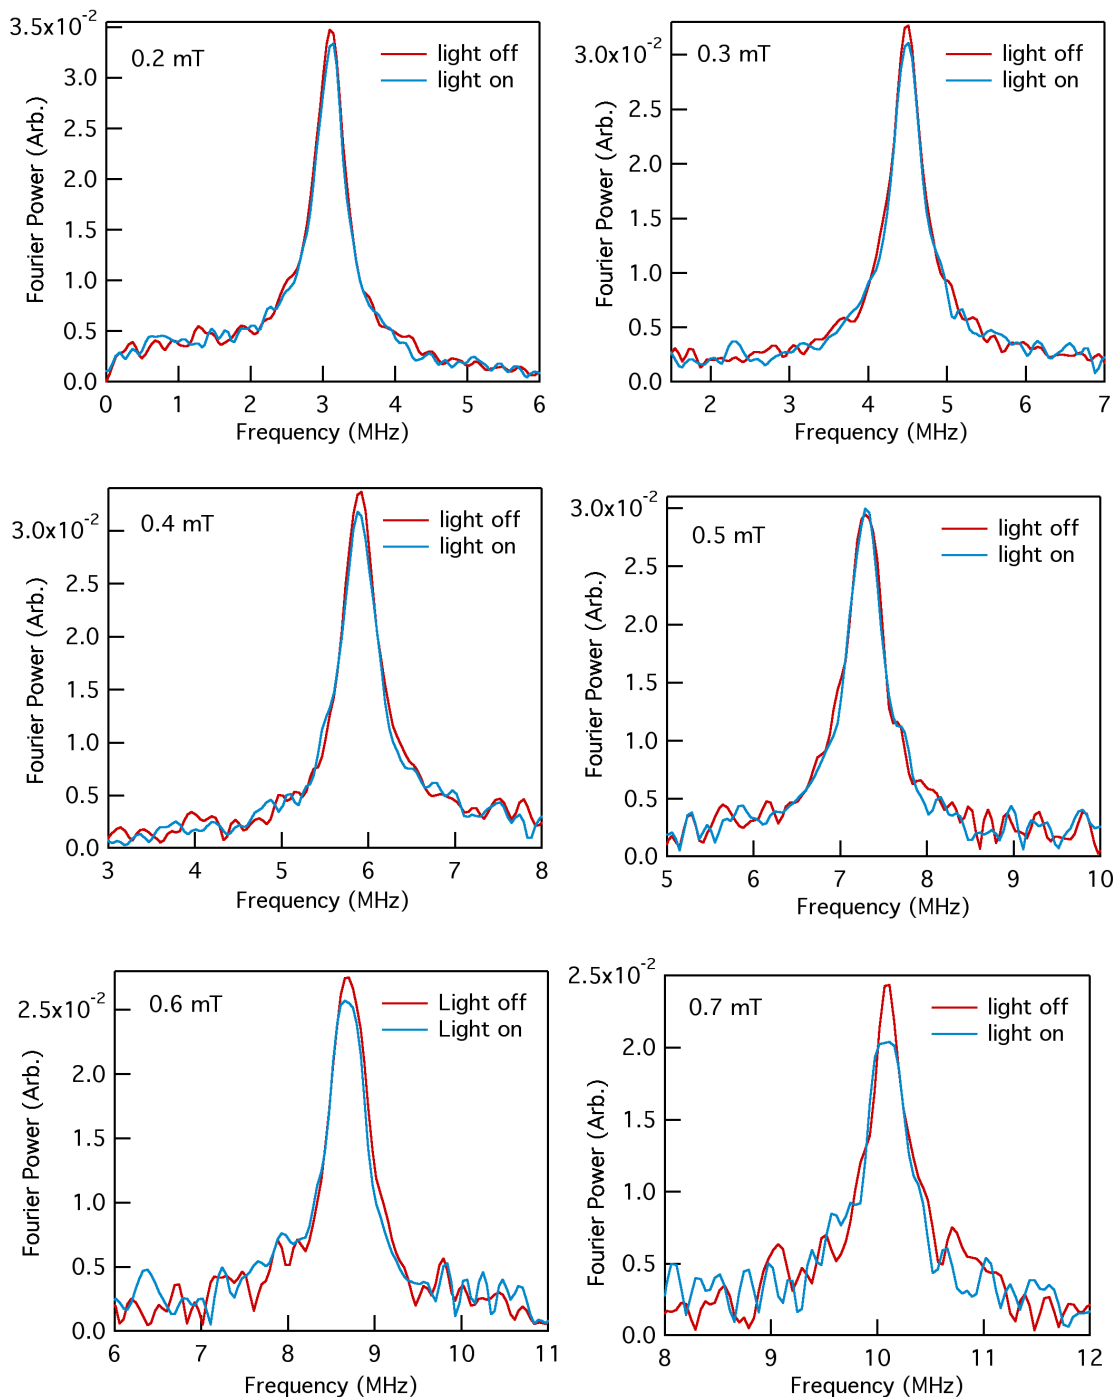 3.5x10-2
3.0
2.5
2.0
1.5
1.0
0.5
0.0
0 1 2 3 4 5 6
Fourier Power (Arb.)
Frequency (MHz)
0.2 mT
light off
light on
3.0x10-2
2.5
2.0
1.5
1.0
0.5
0.0
2 3 4 5 6 7
Fourier Power (Arb.)
Frequency (MHz)
0.3 mT
light off
light on
3.0x10-2
2.5
2.0
1.5
1.0
0.5
0.0
3 4 5 6 7 8
Fourier Power (Arb.)
Frequency (MHz)
0.4 mT
light off
light on
3.0x10-2
2.5
2.0
1.5
1.0
0.5
0.0
5 6 7 8 9 10
Fourier Power (Arb.)
Frequency (MHz)
0.5 mT
light off
light on
2.5x10-2
2.0
1.5
1.0
0.5
0.0
6 7 8 9 10 11
Fourier Power (Arb.)
Frequency (MHz)
0.6 mT
Light off
Light on
2.5x10-2
2.0
1.5
1.0
0.5
0.0
8 9 10 11 12
Fourier Power (Arb.)
Frequency (MHz)
0.7 mT
light off
light on